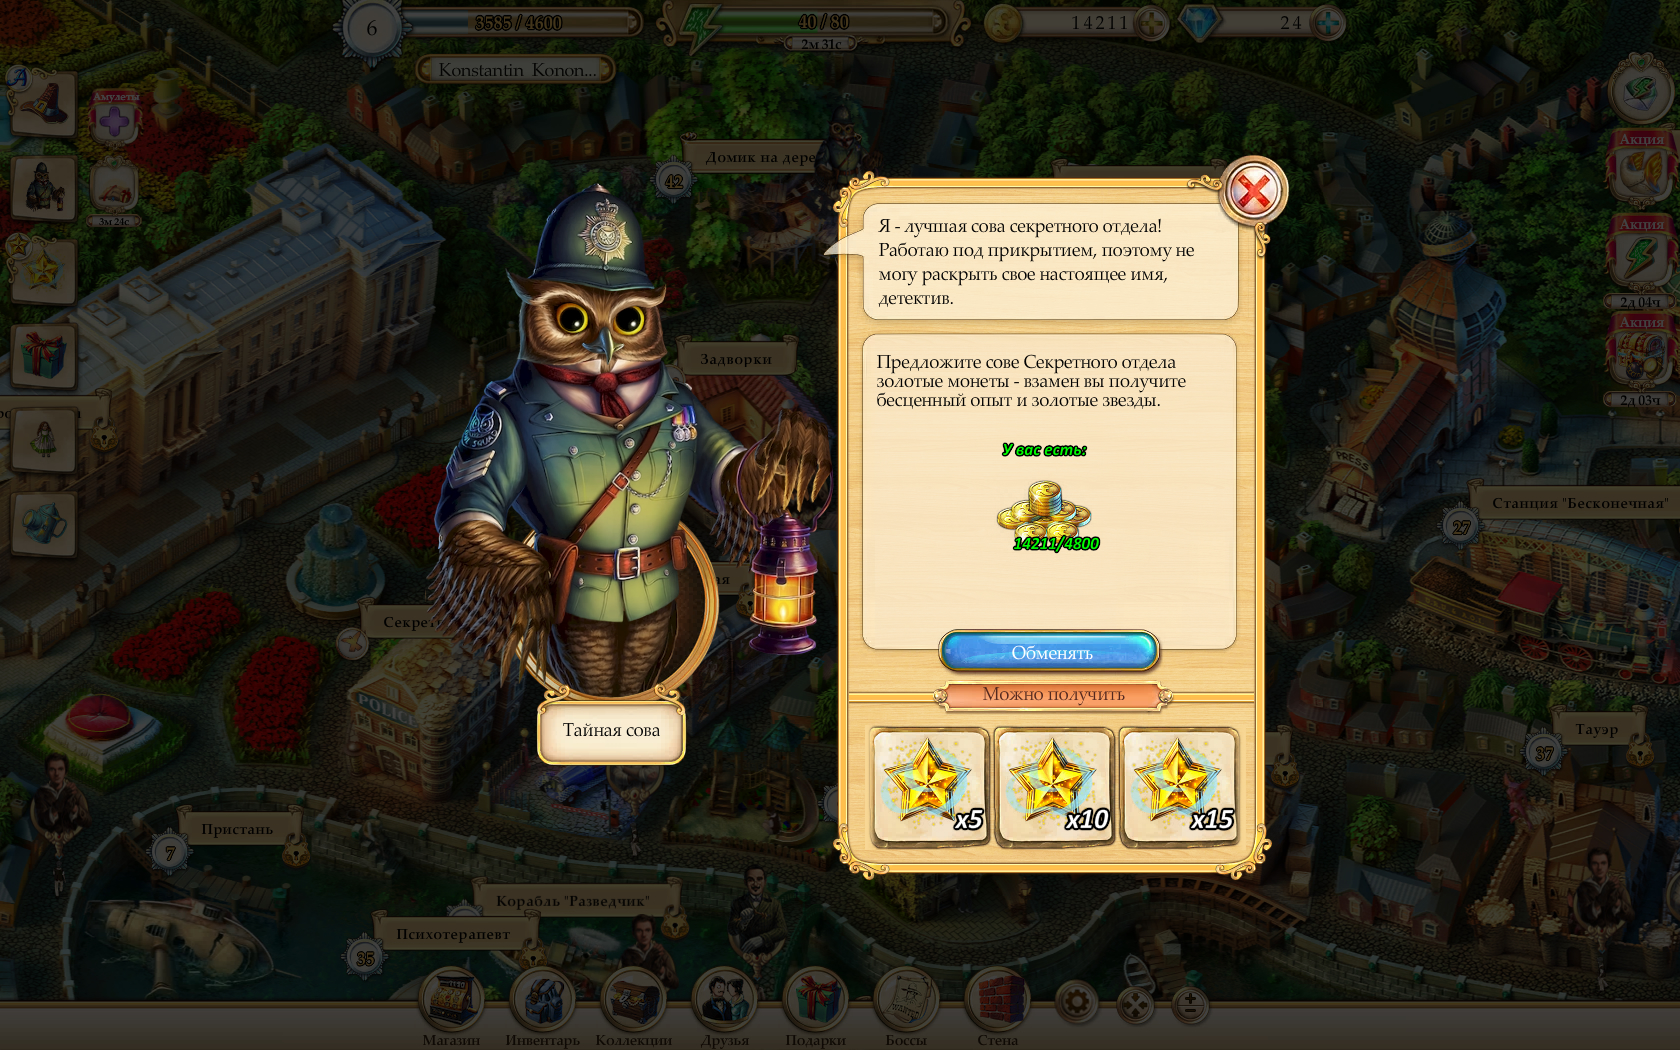 6
3585 / 4600
40 / 80
14211
24
2м 31с
Konstantin Konon...
Амулеты
Акция
Домик на дере
42
3м 24с
Я - лучшая сова секретного отдела!
Работаю под прикрытием, поэтому не
могу раскрыть свое настоящее имя,
детектив.
Акция
2д 04ч
Акция
Задворки
Предложите сове Секретного отдела
золотые монеты - взамен вы получите
бесценный опыт и золотые звезды.
2д 03ч
SQUAD
У вас есть:
14211/4800
PRESS
Станция "Бесконечная"
27
Секрет
Обменять
Можно получить
POLICE
Тайная сова
Тауэр
37
x5
x10
x15
Пристань
7
Корабль "Разведчик"
Психотерапевт
35
Магазин
Инвентарь
Коллекции
Друзья
Подарки
Боссы
Стена